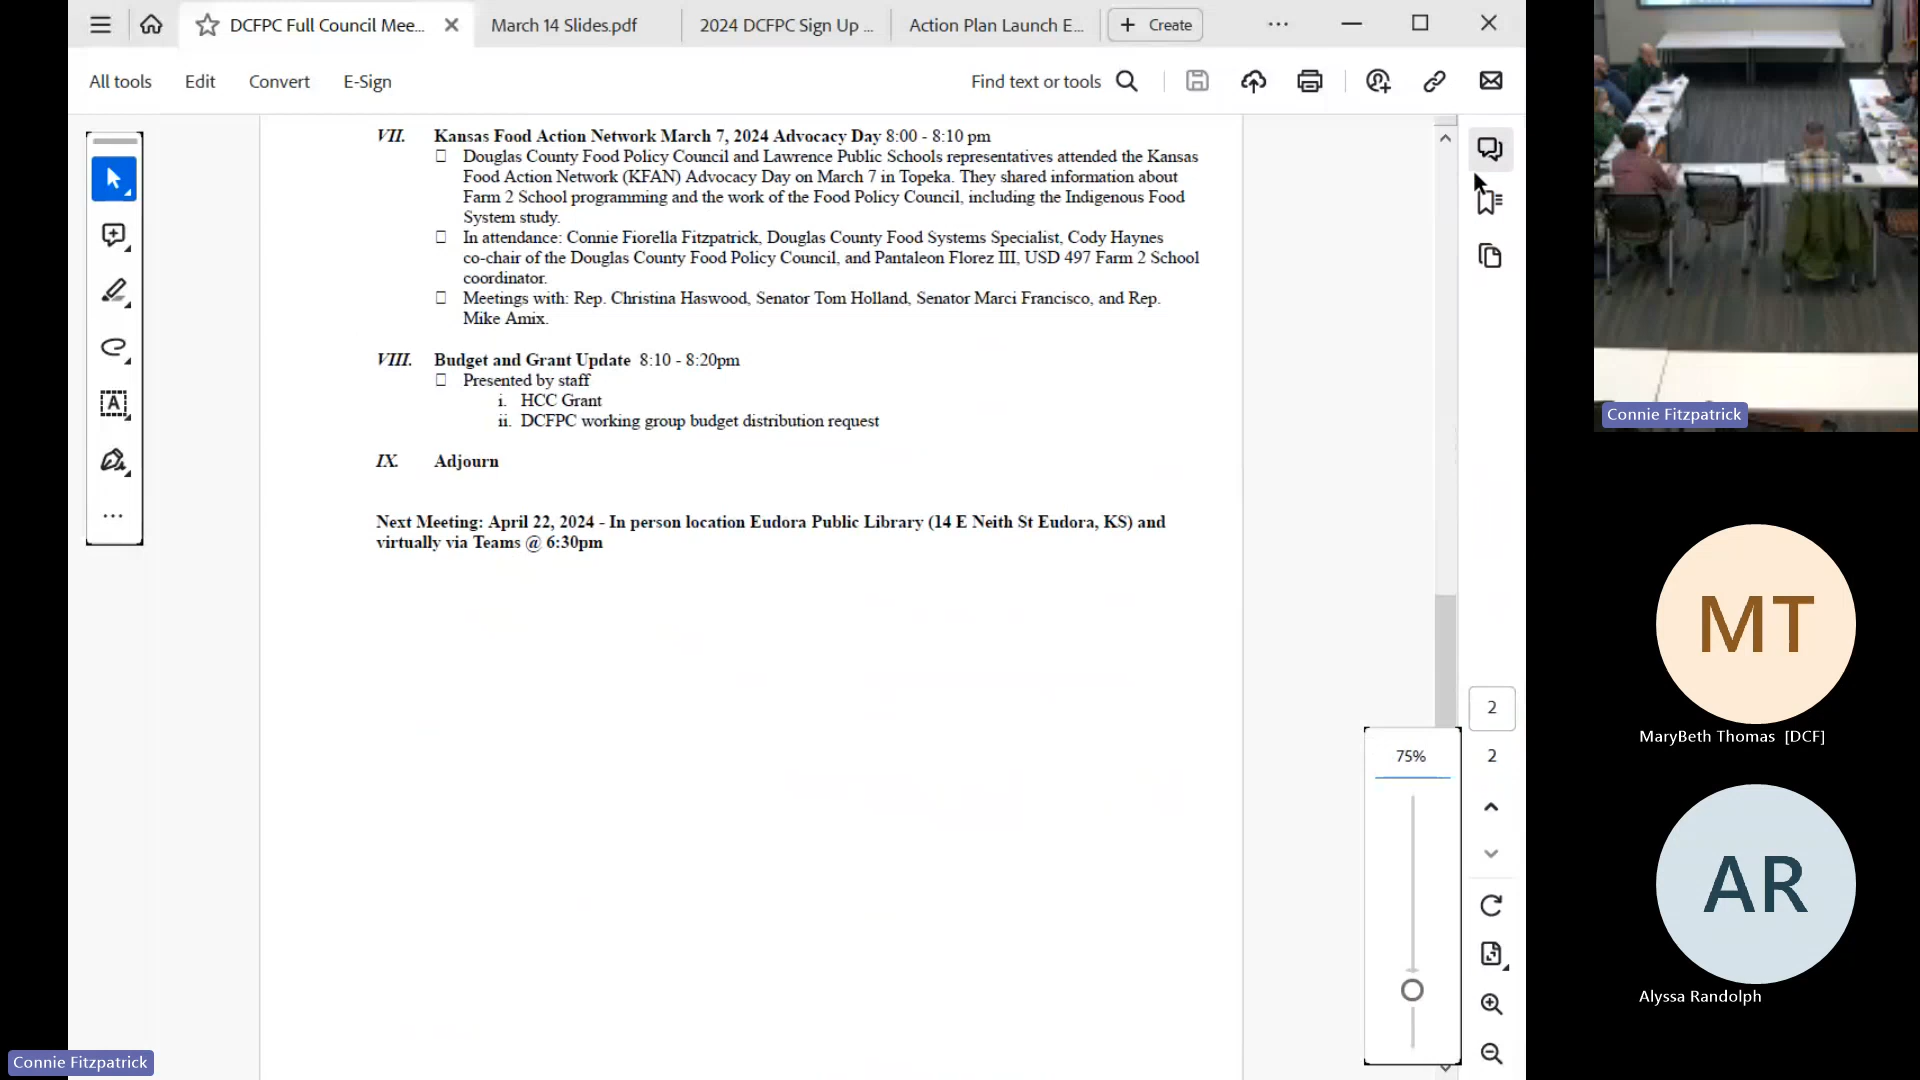 DCFPC Full Council Mee...
March 14 Slides.pdf
2024 DCFPC Sign Up ...
Action Plan Launch E...
Create
All tools
Edit
Convert
E-Sign
Find text or tools
VII. Kansas Food Action Network March 7, 2024 Advocacy Day 8:00 - 8:10 pm
Douglas County Food Policy Council and Lawrence Public Schools representatives attended the Kansas
Food Action Network (KFAN) Advocacy Day on March 7 in Topeka. They shared information about
Farm 2 School programming and the work of the Food Policy Council, including the Indigenous Food
System study.
In attendance: Connie Fiorella Fitzpatrick, Douglas County Food Systems Specialist, Cody Haynes
co-chair of the Douglas County Food Policy Council, and Pantaleon Florez III, USD 497 Farm 2 School
coordinator.
Meetings with: Rep. Christina Haswood, Senator Tom Holland, Senator Marci Francisco, and Rep.
Mike Amix.
VIII. Budget and Grant Update 8:10 - 8:20pm
Presented by staff
i. HCC Grant
ii. DCFPC working group budget distribution request
IX. Adjourn
Next Meeting: April 22, 2024 - In person location Eudora Public Library (14 E Neith St Eudora, KS) and
virtually via Teams @ 6:30pm
2
75%
2
Connie Fitzpatrick
MT
MaryBeth Thomas [DCF]
AR
Alyssa Randolph
Connie Fitzpatrick